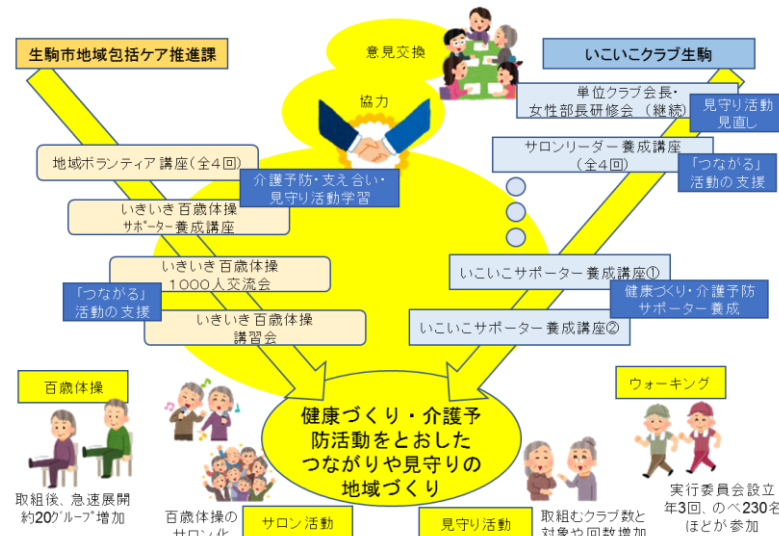 生駒市地域包括ケア推進課
意見交換
いこいこクラブ生駒
協力
単位クラブ会長・
女性部長研修会 (継続)
見守り活動
見直し
サロンリーダー養成講座
(全4回)
「つながる」
活動の支援
地域ボランティア講座(全4回)
介護予防・支え合い・
見守り活動学習
いきいき百歳体操
サポーター養成講座
いきいき百歳体操
1000人交流会
「つながる」
活動の支援
いきいき百歳体操
講習会
いこいこサポーター養成講座①
健康づくり・介護予防
サポーター養成
いこいこサポーター養成講座②
百歳体操
取組後、急速展開
約20グループ増加
健康づくり・介護予
防活動をとおした
つながりや見守りの
地域づくり
ウォーキング
実行委員会設立
年3回、のべ230名
ほどが参加
百歳体操の
サロン化
サロン活動
見守り活動
取組むクラブ数と
対象や回数増加